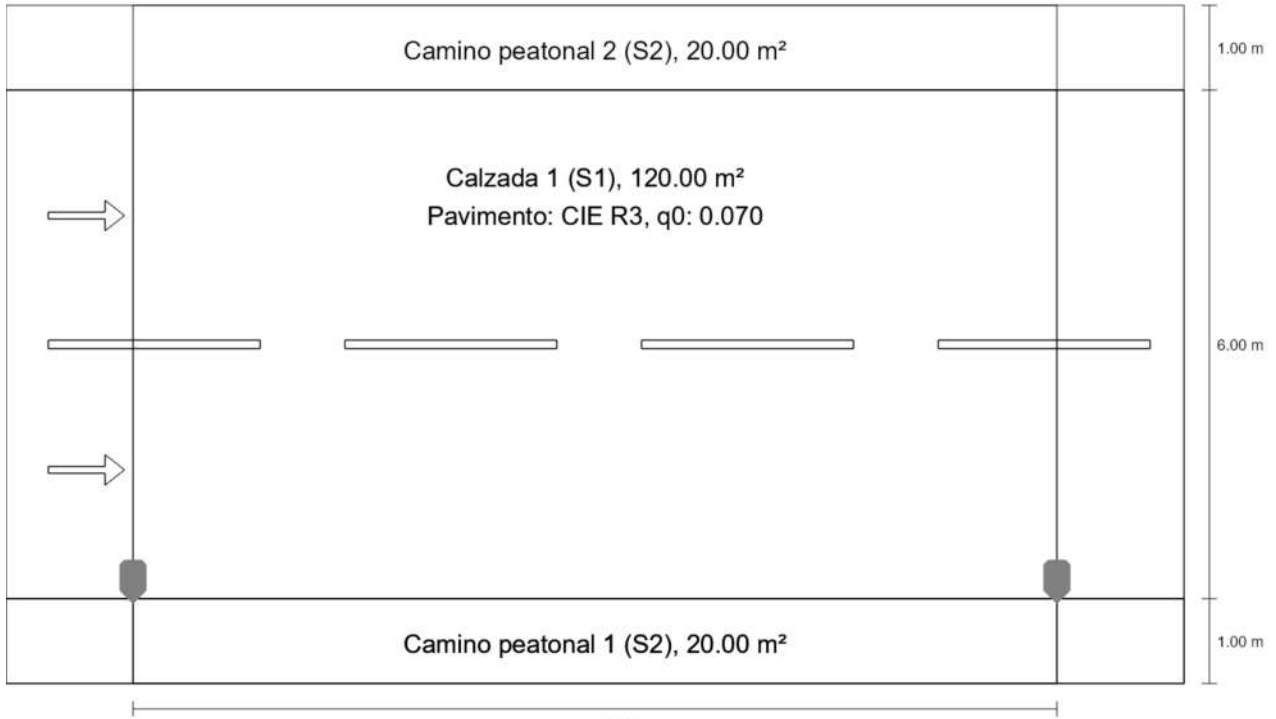 Camino peatonal 2 (S2), 20.00 m²
1.00 m
Calzada 1 (S1), 120.00 m²
Pavimento: CIE R3, q0: 0.070
6.00 m
Camino peatonal 1 (S2), 20.00 m²
1.00 m